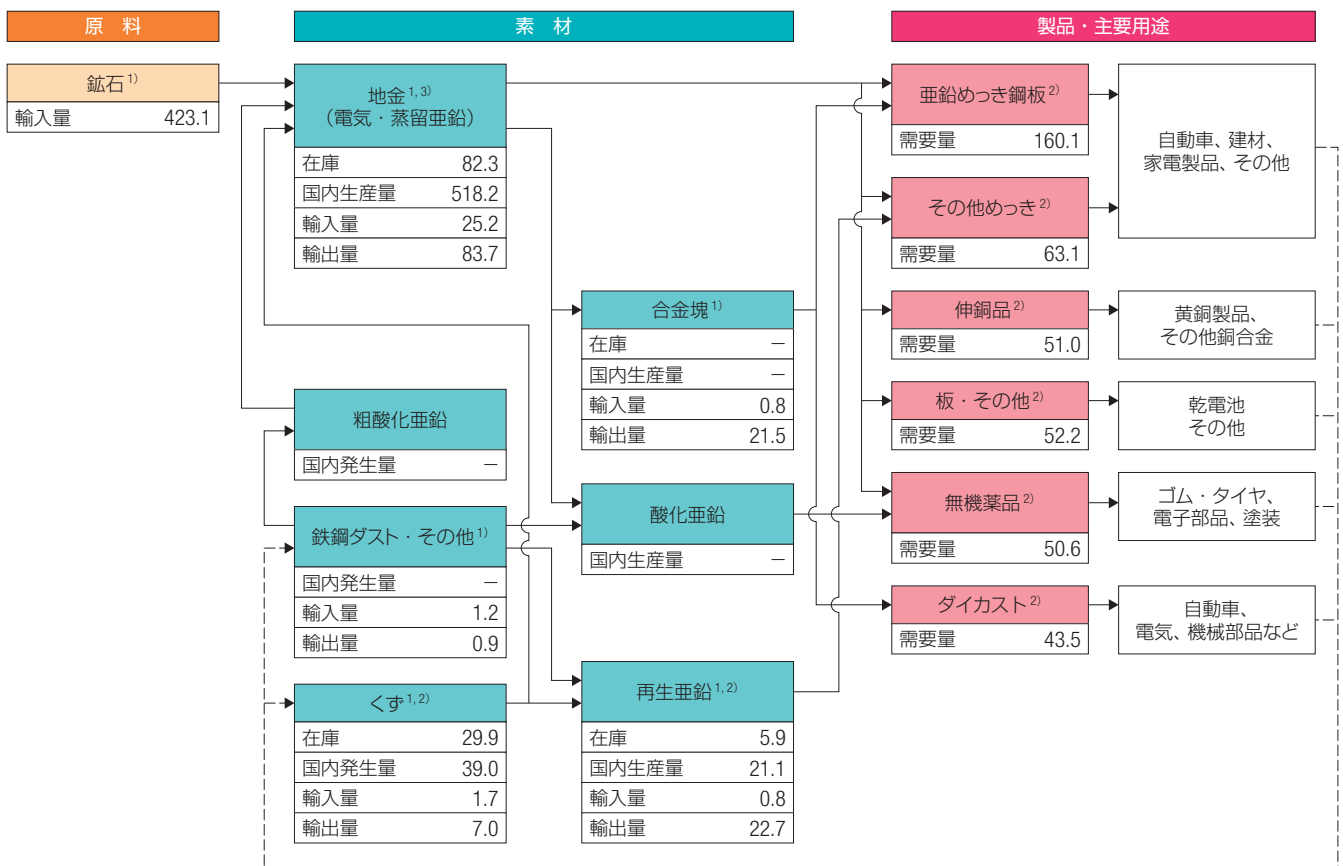 原 料
素 材
製品・主要用途
鉱石 1)
輸入量 423.1
地金 1, 3)
(電気・蒸留亜鉛)
在庫 82.3
国内生産量 518.2
輸入量 25.2
輸出量 83.7
粗酸化亜鉛
国内発生量 −
鉄鋼ダスト・その他 1)
国内発生量 −
輸入量 1.2
輸出量 0.9
くず 1, 2)
在庫 29.9
国内発生量 39.0
輸入量 1.7
輸出量 7.0
合金塊 1)
在庫 −
国内生産量 −
輸入量 0.8
輸出量 21.5
酸化亜鉛
国内生産量 −
再生亜鉛 1, 2)
在庫 5.9
国内生産量 21.1
輸入量 0.8
輸出量 22.7
亜鉛めっき鋼板 2)
需要量 160.1
その他めっき 2)
需要量 63.1
自動車、建材、
家電製品、その他
伸銅品 2)
需要量 51.0
黄銅製品、
その他銅合金
板・その他 2)
需要量 52.2
乾電池
その他
無機薬品 2)
需要量 50.6
ゴム・タイヤ、
電子部品、塗装
ダイカスト 2)
需要量 43.5
自動車、
電気、機械部品など